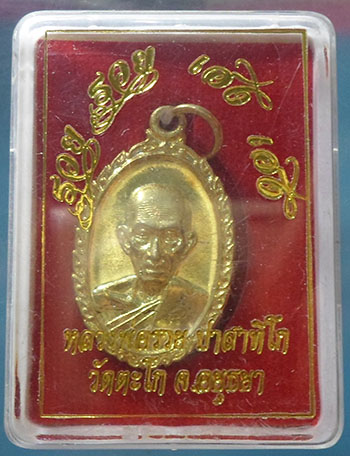 รวย รวย เฮง เฮง
หลวงพ่อรวย ปาสาทิโก
วัดตะโก จ.อยุธยา